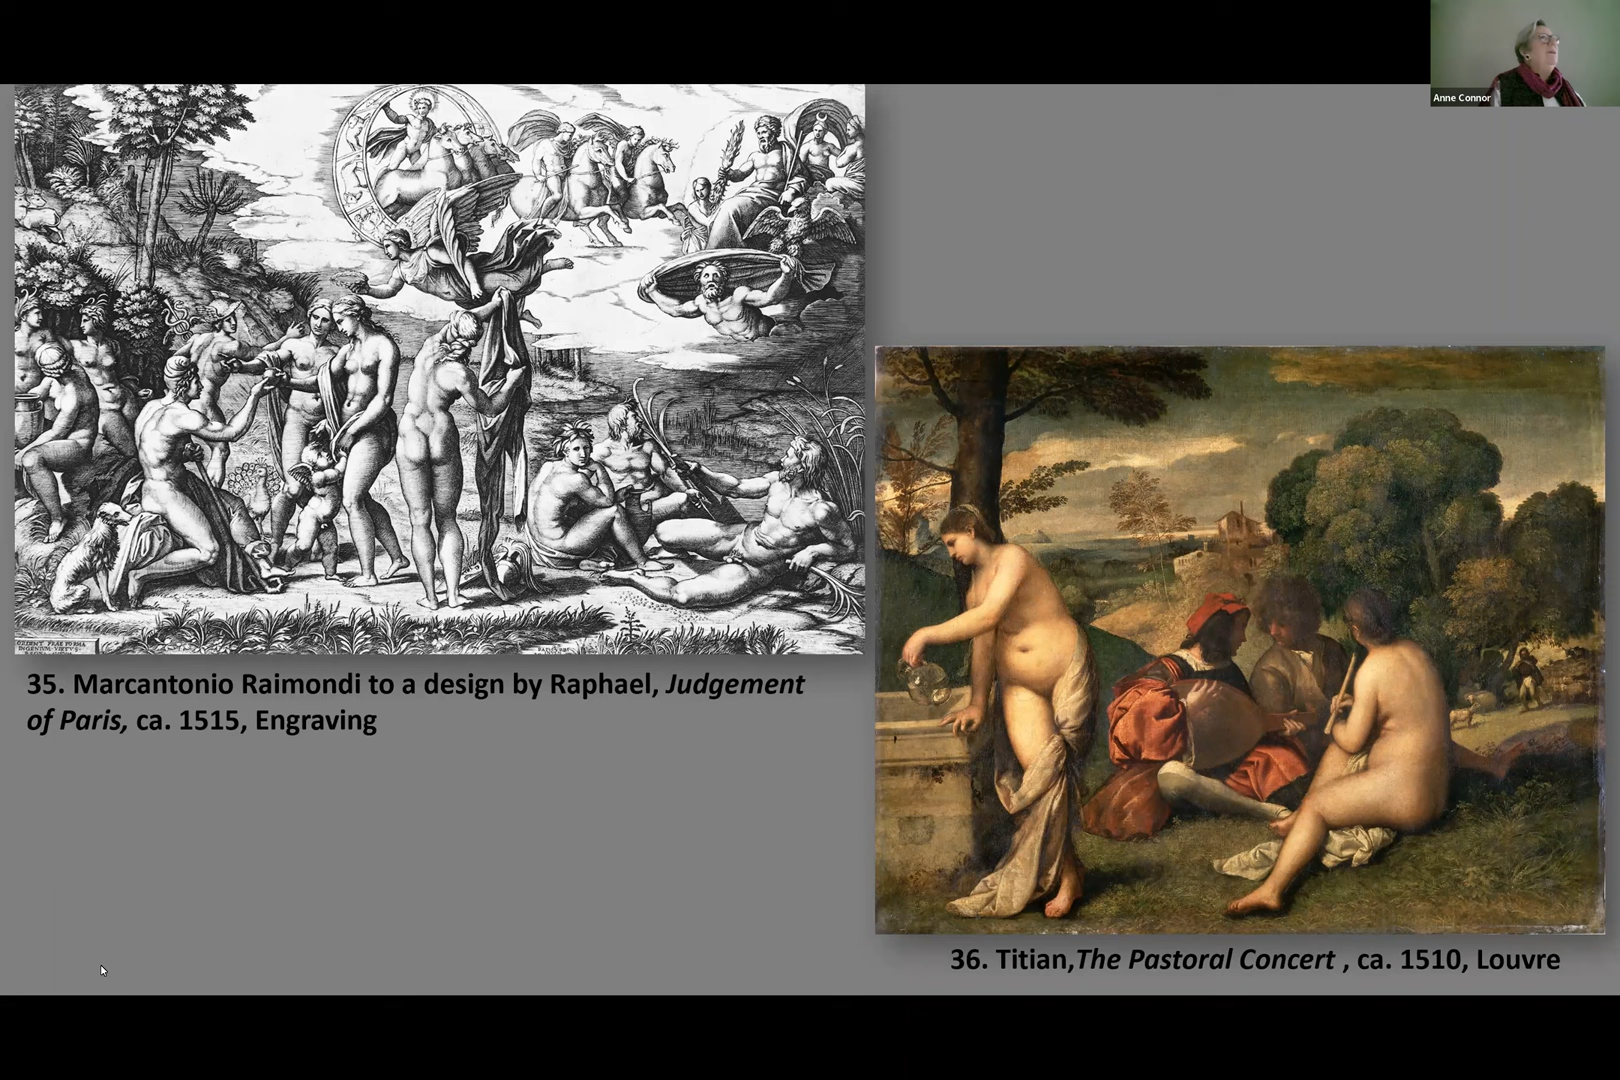 Anne Connor
35. Marcantonio Raimondi to a design by Raphael, Judgement
of Paris, ca. 1515, Engraving
36. Titian,The Pastoral Concert , ca. 1510, Louvre